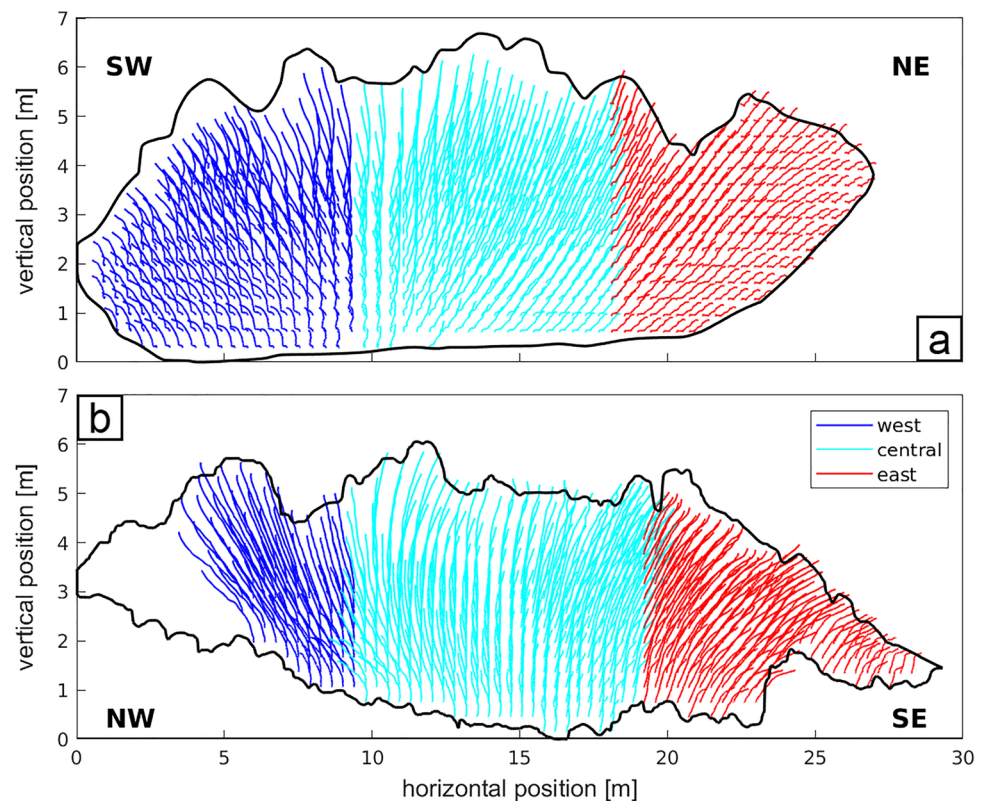 7
6
5
4
3
2
1
0
vertical position [m]
SW
NE
a
7
6
5
4
3
2
1
0
vertical position [m]
b
west
central
east
NW
SE
0
5
10
15
20
25
30
horizontal position [m]